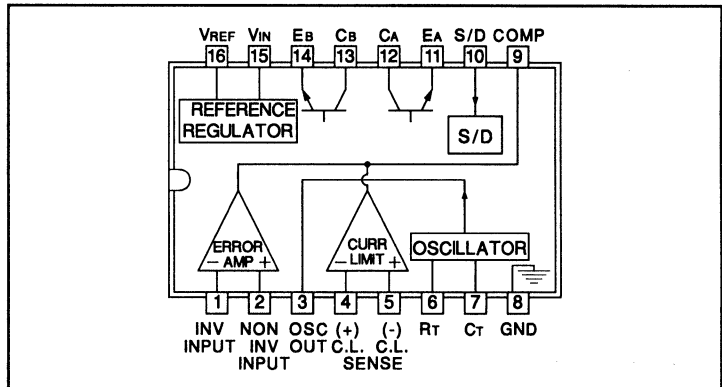 VREF VIN EB CB CA EA S/D COMP
16 15 14 13 12 11 10 9
REFERENCE
REGULATOR
S/D
ERROR
- AMP +
CURR
- LIMIT +
OSCILLATOR
1 2 3 4 5 6 7 8
INV NON OSC (+) (-) RT CT GND
INPUT INV OUT C.L. C.L.
INPUT SENSE